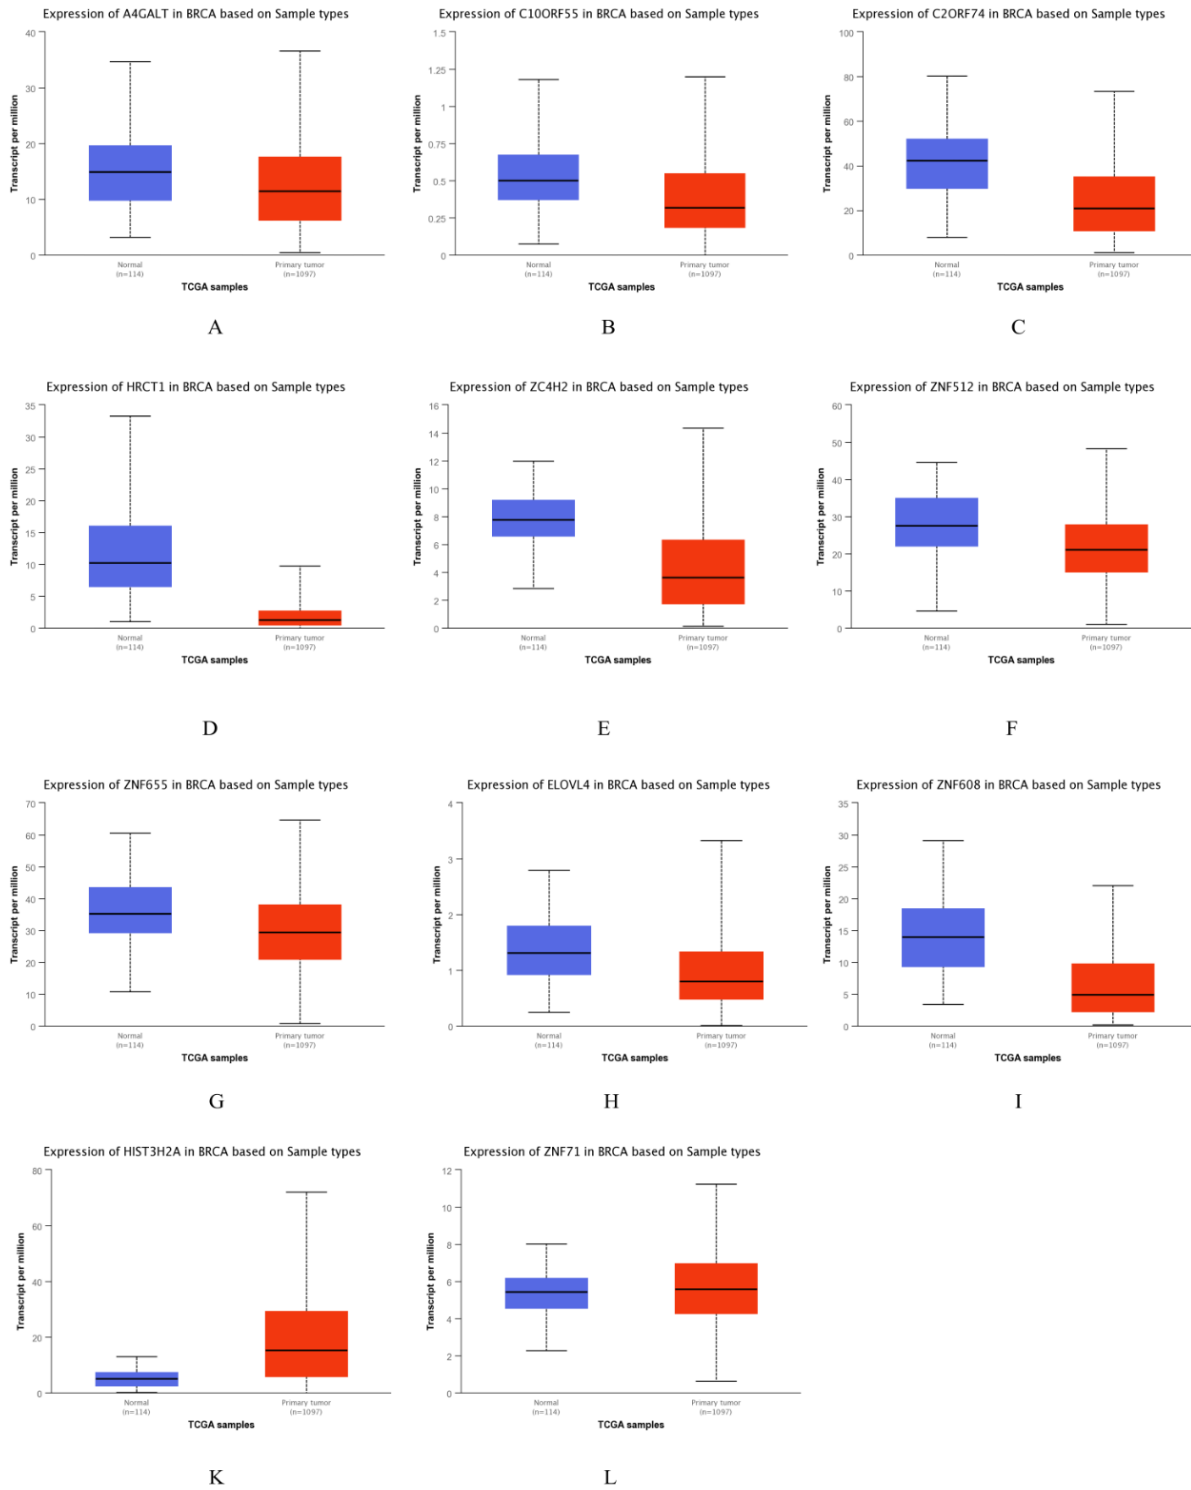 Expression of A4GALT in BRCA based on Sample types
Transcript per million
40
30
20
10
0
Normal
(n=114)
Primary tumor
(n=1097)
TCGA samples
A
Expression of C10ORF55 in BRCA based on Sample types
Transcript per million
1.5
1.25
1
0.75
0.5
0.25
0
Normal
(n=114)
Primary tumor
(n=1097)
TCGA samples
B
Expression of C2ORF74 in BRCA based on Sample types
Transcript per million
100
80
60
40
20
0
Normal
(n=114)
Primary tumor
(n=1097)
TCGA samples
C
Expression of HRCT1 in BRCA based on Sample types
Transcript per million
35
30
25
20
15
10
5
0
Normal
(n=114)
Primary tumor
(n=1097)
TCGA samples
D
Expression of ZC4H2 in BRCA based on Sample types
Transcript per million
16
14
12
10
8
6
4
2
0
Normal
(n=114)
Primary tumor
(n=1097)
TCGA samples
E
Expression of ZNF512 in BRCA based on Sample types
Transcript per million
60
50
40
30
20
10
0
Normal
(n=114)
Primary tumor
(n=1097)
TCGA samples
F
Expression of ZNF655 in BRCA based on Sample types
Transcript per million
70
60
50
40
30
20
10
0
Normal
(n=114)
Primary tumor
(n=1097)
TCGA samples
G
Expression of ELOVL4 in BRCA based on Sample types
Transcript per million
4
3
2
1
0
Normal
(n=114)
Primary tumor
(n=1097)
TCGA samples
H
Expression of ZNF608 in BRCA based on Sample types
Transcript per million
35
30
25
20
15
10
5
0
Normal
(n=114)
Primary tumor
(n=1097)
TCGA samples
I
Expression of HIST3H2A in BRCA based on Sample types
Transcript per million
80
60
40
20
0
Normal
(n=114)
Primary tumor
(n=1097)
TCGA samples
K
Expression of ZNF71 in BRCA based on Sample types
Transcript per million
12
10
8
6
4
2
0
Normal
(n=114)
Primary tumor
(n=1097)
TCGA samples
L